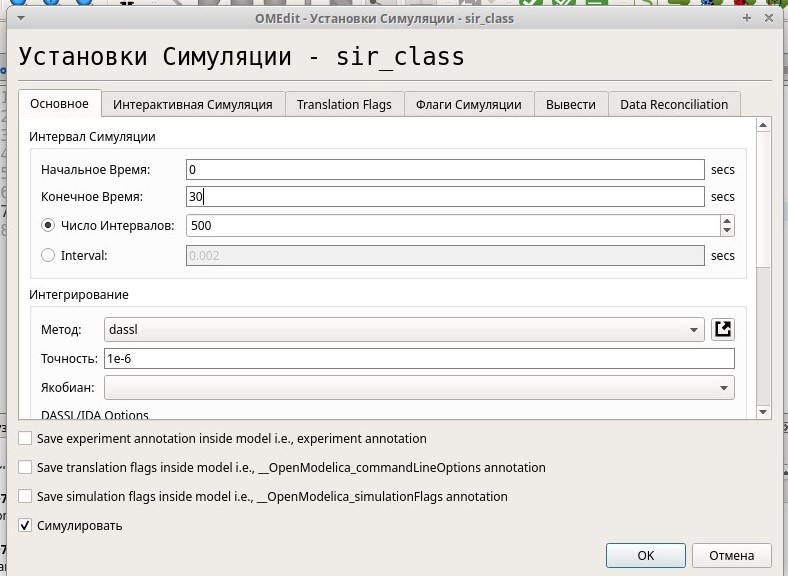 OMEdit - Установки Симуляции - sir_class
Установки Симуляции - sir_class
Основное Интерактивная Симуляция Translation Flags Флаги Симуляции Вывести Data Reconciliation
Интервал Симуляции
Начальное Время: 0 secs
Конечное Время: 30 secs
Число Интервалов: 500
Interval: 0.002 secs
Интегрирование
Метод: dassl
Точность: 1e-6
Якобиан:
DASSL/IDA Options
Save experiment annotation inside model i.e., experiment annotation
Save translation flags inside model i.e., __OpenModelica_commandLineOptions annotation
Save simulation flags inside model i.e., __OpenModelica_simulationFlags annotation
Симулировать
OK Отмена